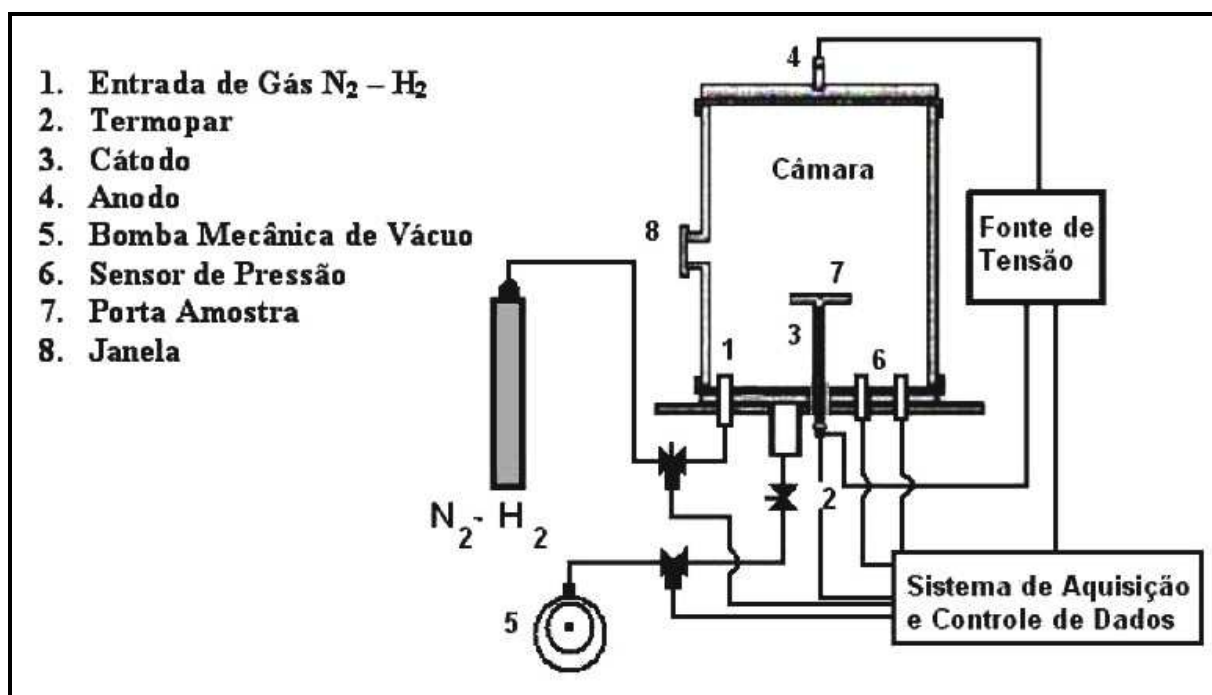 1. Entrada de Gás N₂ – H₂
2. Termopar
3. Cátodo
4. Anodo
5. Bomba Mecânica de Vácuo
6. Sensor de Pressão
7. Porta Amostra
8. Janela
4
Câmara
8
7
3
1
6
Fonte de
Tensão
N₂- H₂
2
5
Sistema de Aquisição
e Controle de Dados